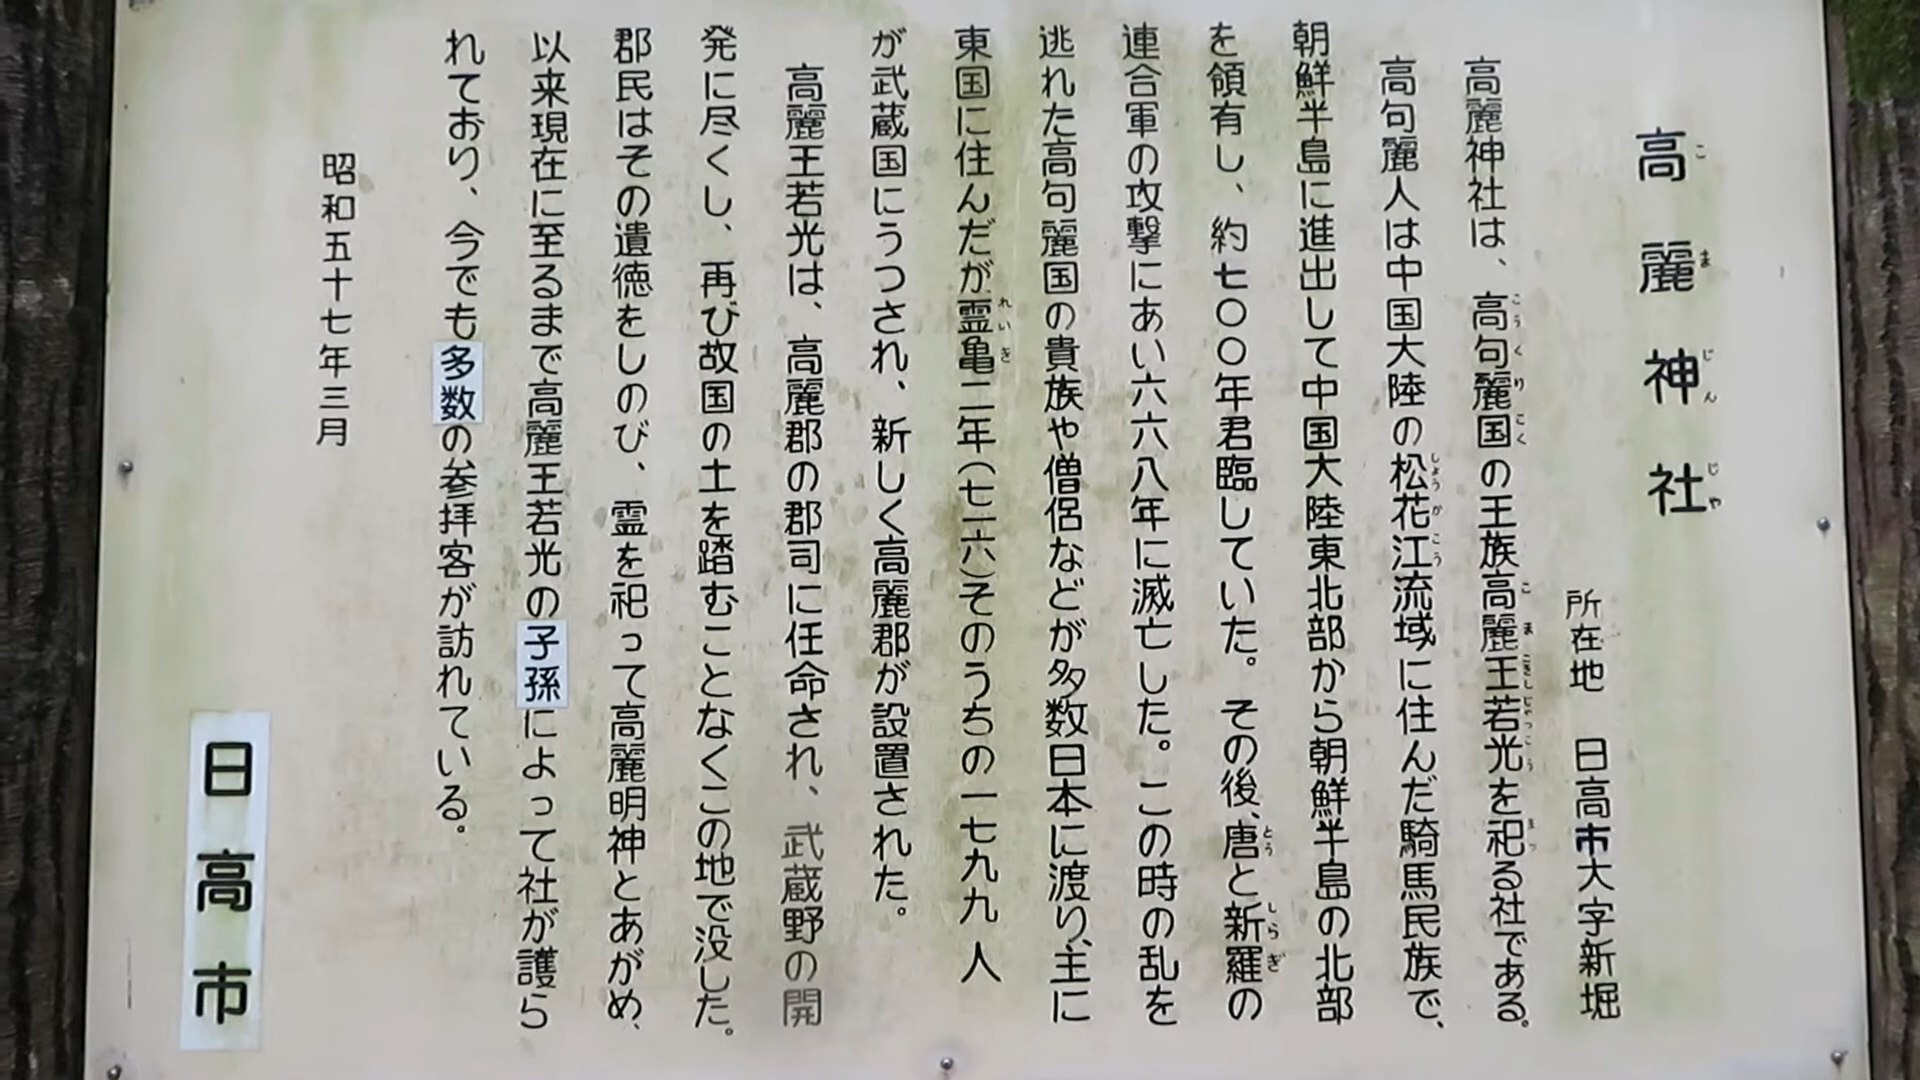 高麗神社
所在地 日高市大字新堀
高麗神社は、高句麗国の王族高麗王若光を祀る社である。
高句麗人は中国大陸の松花江流域に住んだ騎馬民族で、
朝鮮半島に進出して中国大陸東北部から朝鮮半島の北部
を領有し、約七〇〇年君臨していた。その後、唐と新羅の
連合軍の攻撃にあい六六八年に滅亡した。この時の乱を
逃れた高句麗国の貴族や僧侶などが多数日本に渡り、主に
東国に住んだが霊亀二年(七一六)そのうちの一七九九人
が武蔵国にうつされ、新しく高麗郡が設置された。
高麗王若光は、高麗郡の郡司に任命され、武蔵野の開
発に尽くし、再び故国の土を踏むことなくこの地で没した。
郡民はその遺徳をしのび、霊を祀って高麗明神とあがめ、
以来現在に至るまで高麗王若光の子孫によって社が護ら
れており、今でも多数の参拝客が訪れている。
昭和五十七年三月
日高市